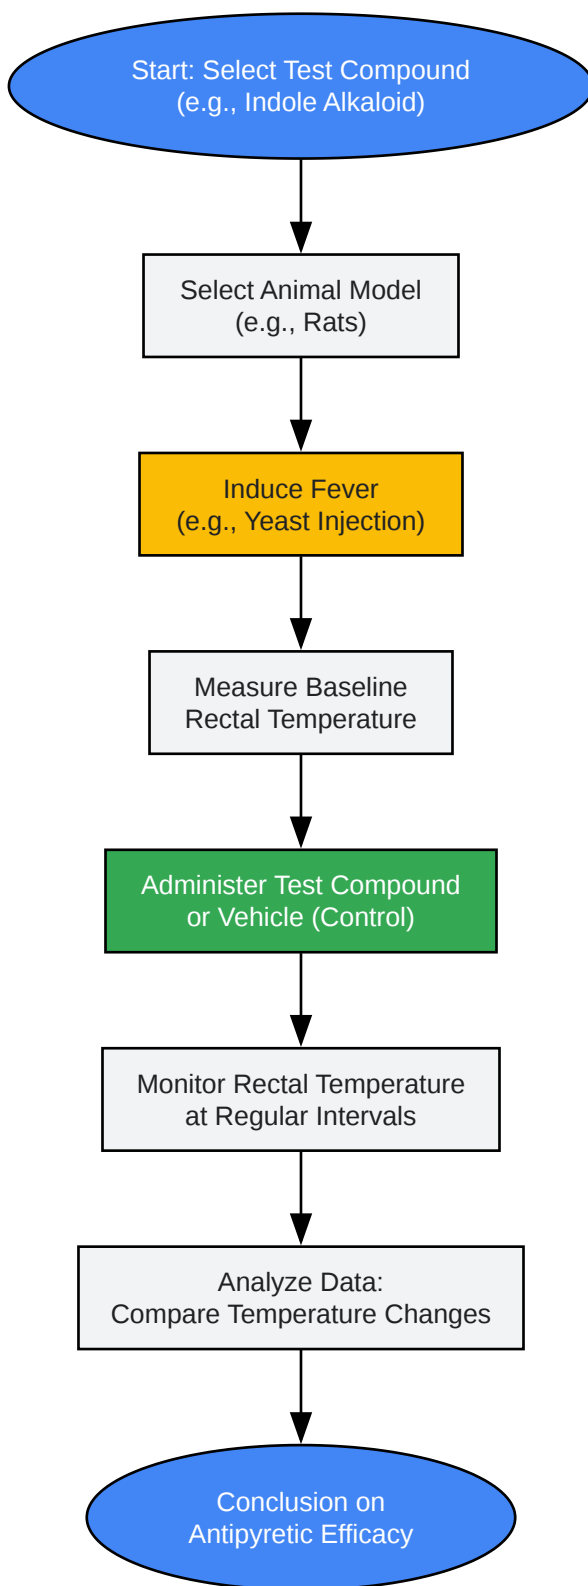 Start: Select Test Compound
(e.g., Indole Alkaloid)
Select Animal Model
(e.g., Rats)
Induce Fever
(e.g., Yeast Injection)
Measure Baseline
Rectal Temperature
Administer Test Compound
or Vehicle (Control)
Monitor Rectal Temperature
at Regular Intervals
Analyze Data:
Compare Temperature Changes
Conclusion on
Antipyretic Efficacy